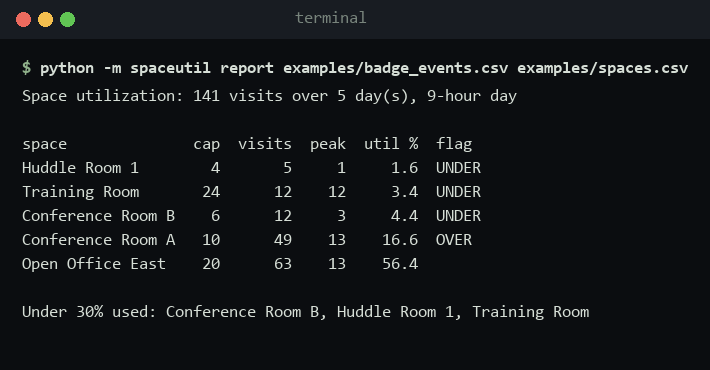 terminal
$ python -m spaceutil report examples/badge_events.csv examples/spaces.csv
Space utilization: 141 visits over 5 day(s), 9-hour day
space cap visits peak util % flag
Huddle Room 1 4 5 1 1.6 UNDER
Training Room 24 12 12 3.4 UNDER
Conference Room B 6 12 3 4.4 UNDER
Conference Room A 10 49 13 16.6 OVER
Open Office East 20 63 13 56.4
Under 30% used: Conference Room B, Huddle Room 1, Training Room